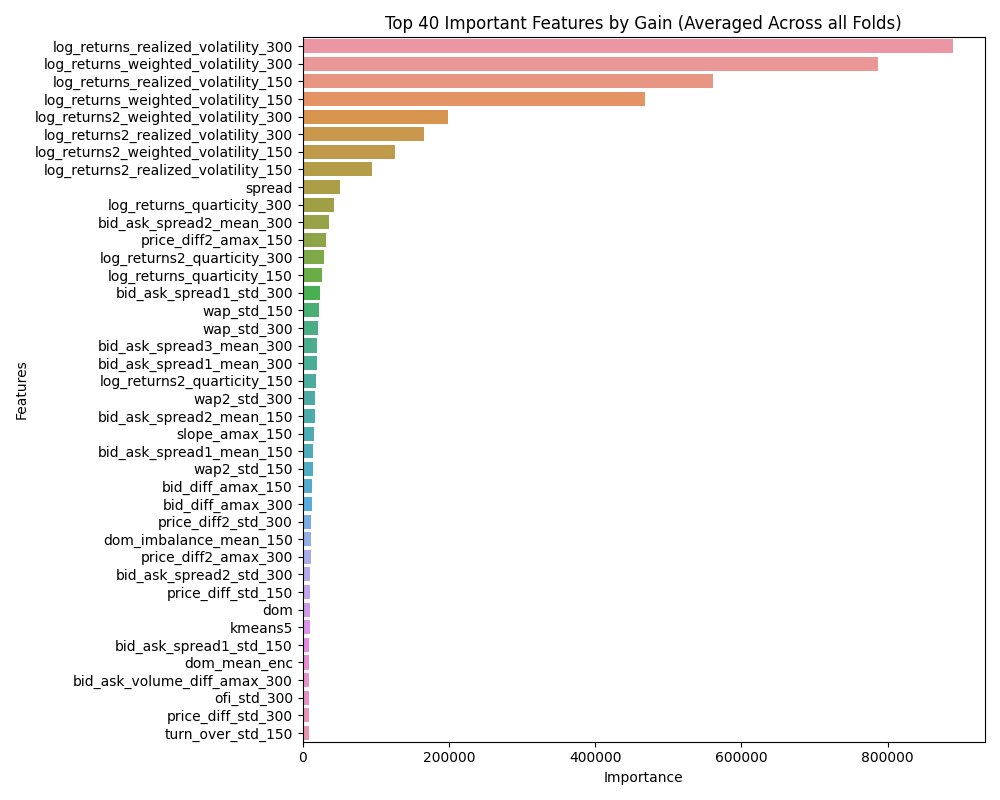 Top 40 Important Features by Gain (Averaged Across all Folds)
log_returns_realized_volatility_300
log_returns_weighted_volatility_300
log_returns_realized_volatility_150
log_returns_weighted_volatility_150
log_returns2_weighted_volatility_300
log_returns2_realized_volatility_300
log_returns2_weighted_volatility_150
log_returns2_realized_volatility_150
spread
log_returns_quarticity_300
bid_ask_spread2_mean_300
price_diff2_amax_150
log_returns2_quarticity_300
log_returns_quarticity_150
bid_ask_spread1_std_300
wap_std_150
wap_std_300
bid_ask_spread3_mean_300
bid_ask_spread1_mean_300
log_returns2_quarticity_150
wap2_std_300
bid_ask_spread2_mean_150
slope_amax_150
bid_ask_spread1_mean_150
wap2_std_150
bid_diff_amax_150
bid_diff_amax_300
price_diff2_std_300
dom_imbalance_mean_150
price_diff2_amax_300
bid_ask_spread2_std_300
price_diff_std_150
dom
kmeans5
bid_ask_spread1_std_150
dom_mean_enc
bid_ask_volume_diff_amax_300
ofi_std_300
price_diff_std_300
turn_over_std_150
Features
0 200000 400000 600000 800000
Importance